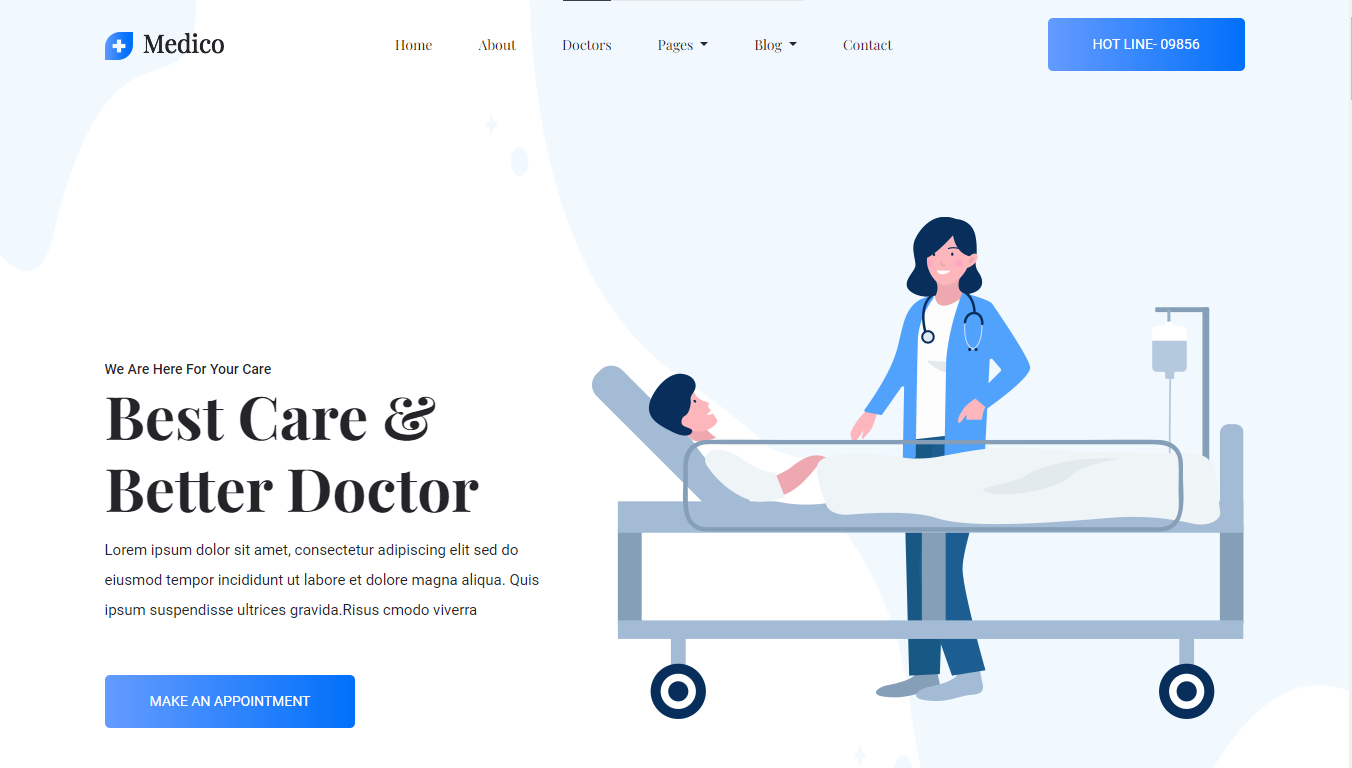 Medico
Home
About
Doctors
Pages
Blog
Contact
HOT LINE- 09856
We Are Here For Your Care
Best Care &
Better Doctor
Lorem ipsum dolor sit amet, consectetur adipiscing elit sed do
eiusmod tempor incididunt ut labore et dolore magna aliqua. Quis
ipsum suspendisse ultrices gravida.Risus cmodo viverra
MAKE AN APPOINTMENT